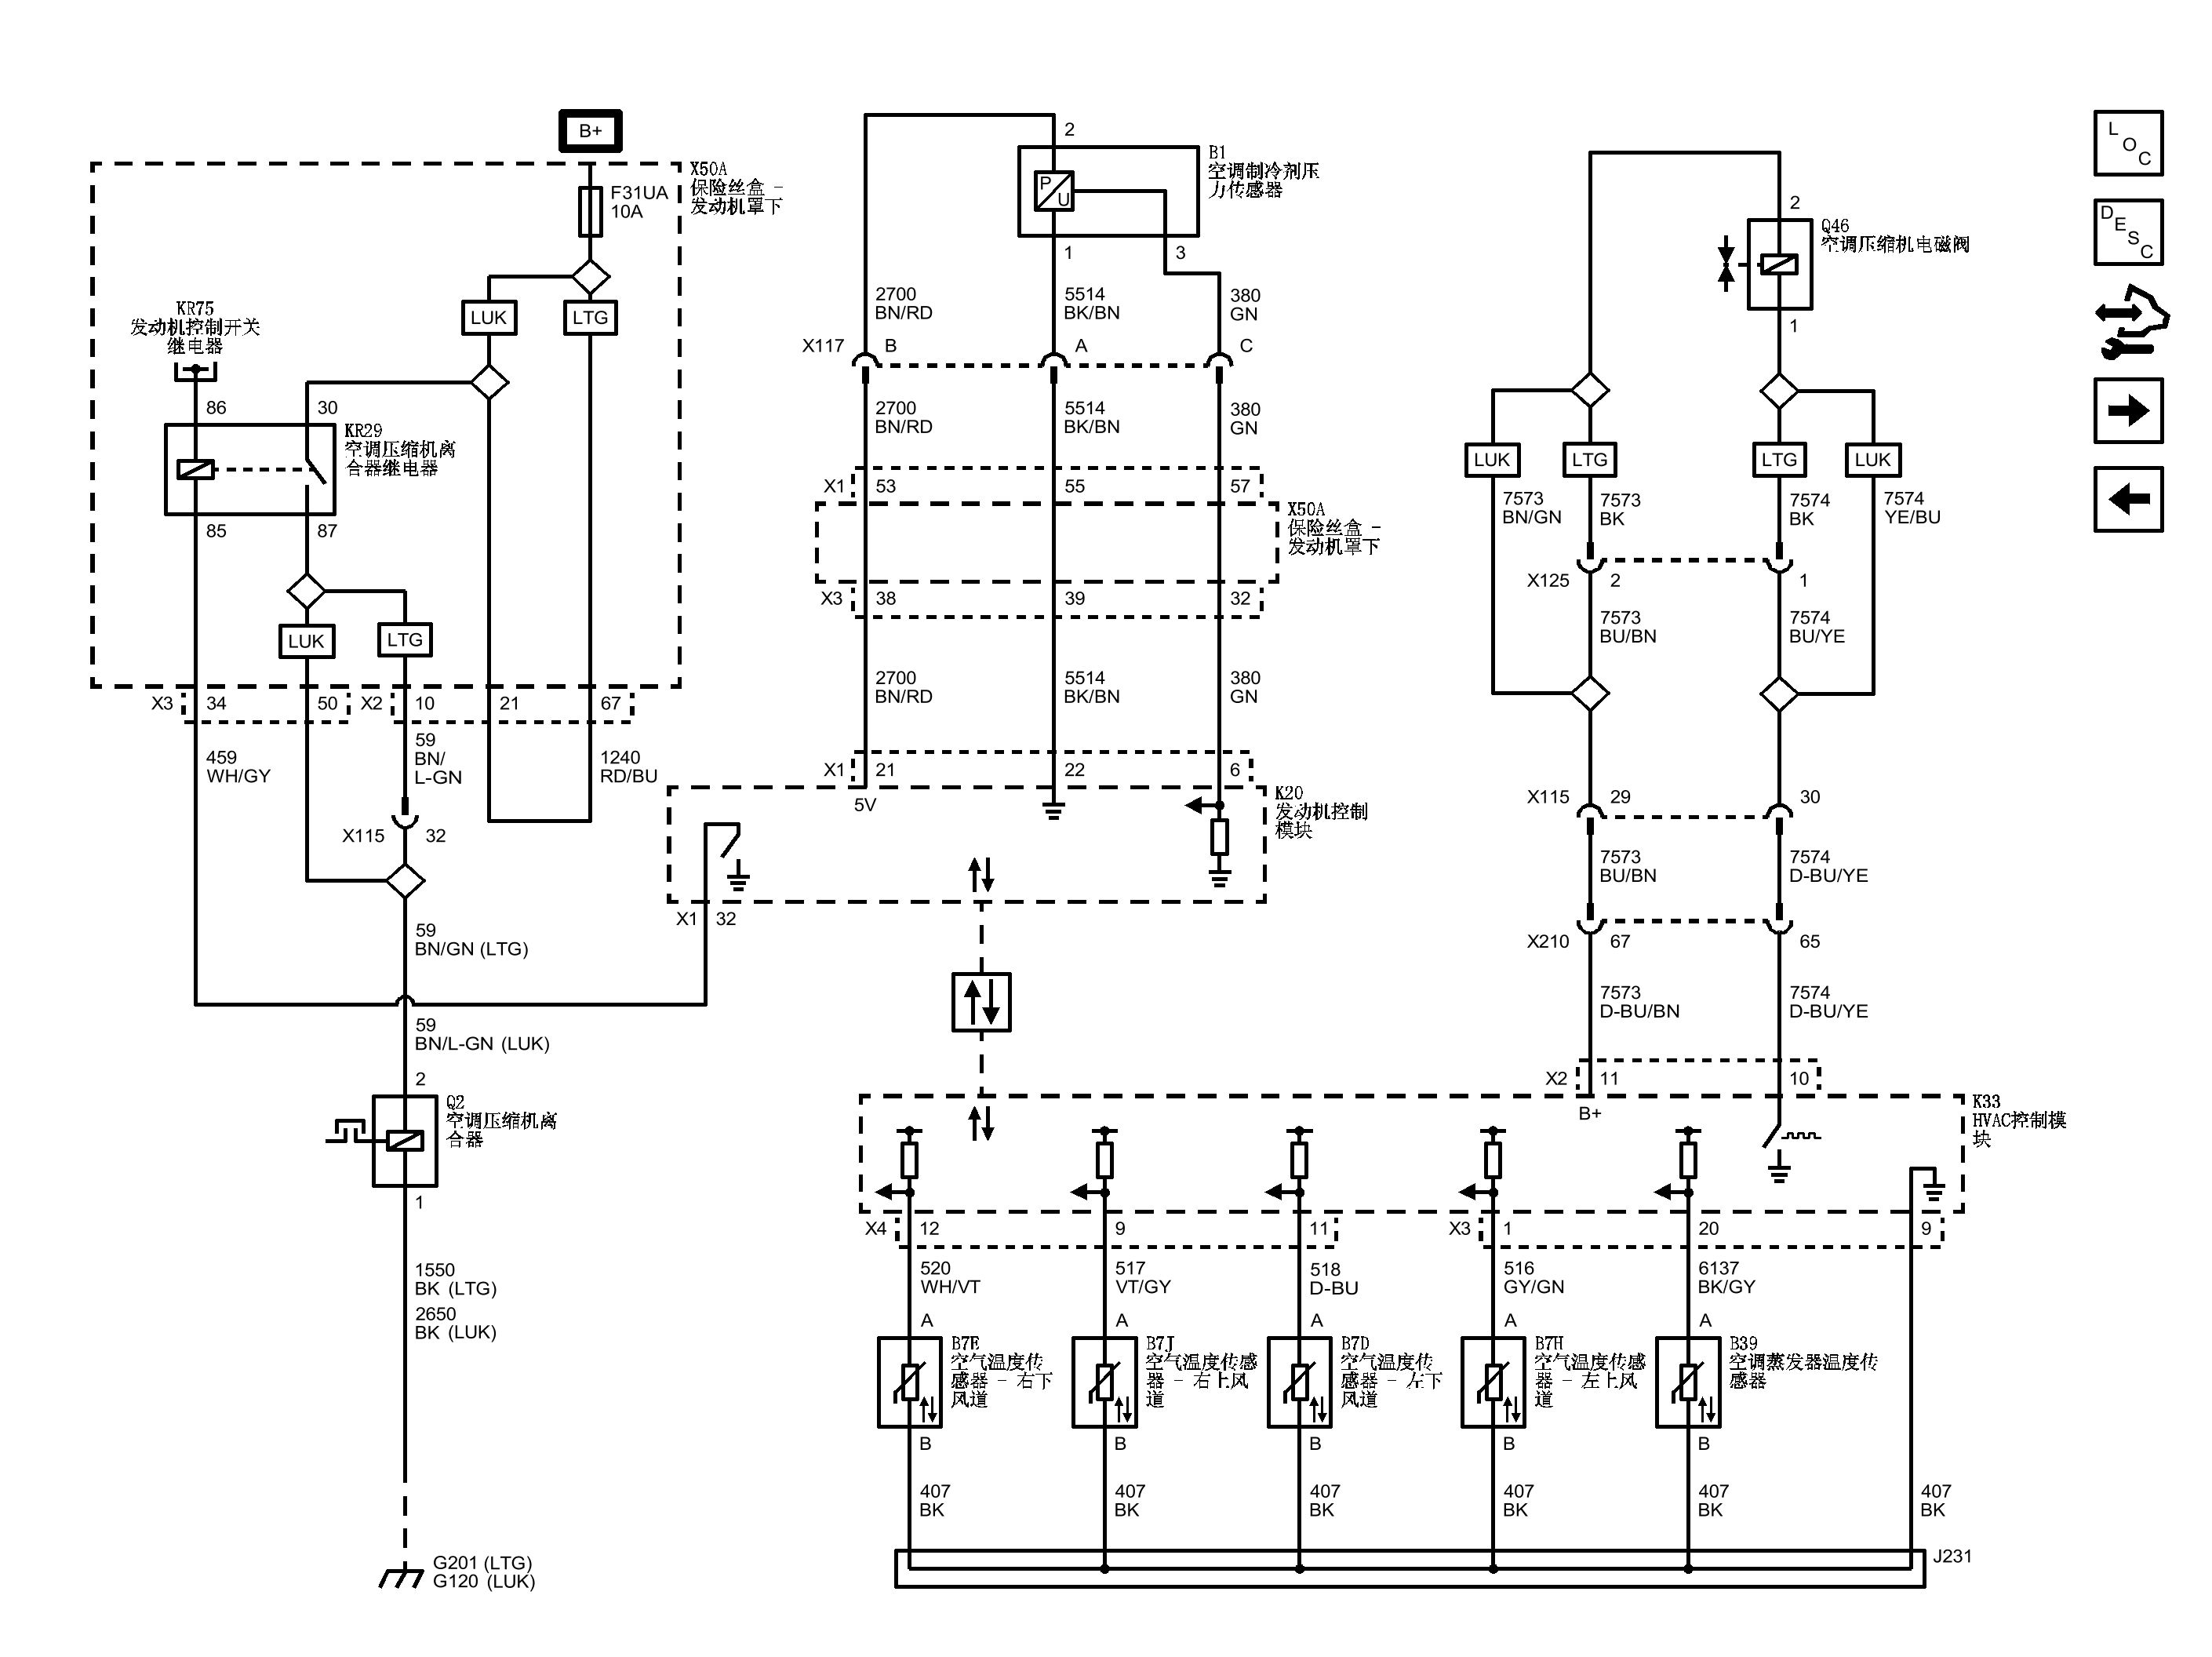 B+
X50A
保险丝盒 -
发动机罩下
F31UA
10A
LUK
LTG
KR75
发动机控制开关
继电器
86
30
KR29
空调压缩机离
合器继电器
85
87
LUK
LTG
X3
34
50
X2
10
21
67
459
WH/GY
59
BN/
L-GN
1240
RD/BU
X115
32
59
BN/GN (LTG)
59
BN/L-GN (LUK)
2
Q2
空调压缩机离
合器
1
1550
BK (LTG)
2650
BK (LUK)
G201 (LTG)
G120 (LUK)
2
B1
空调制冷剂压
力传感器
P
U
1
3
2700
BN/RD
5514
BK/BN
380
GN
X117
B
A
C
2700
BN/RD
5514
BK/BN
380
GN
X1
53
55
57
X50A
保险丝盒 -
发动机罩下
X3
38
39
32
2700
BN/RD
5514
BK/BN
380
GN
X1
21
22
6
5V
K20
发动机控制
模块
X1
32
2
Q46
空调压缩机电磁阀
1
LUK
LTG
LTG
LUK
7573
BN/GN
7573
BK
7574
BK
7574
YE/BU
X125
2
1
7573
BU/BN
7574
BU/YE
X115
29
30
7573
BU/BN
7574
D-BU/YE
X210
67
65
7573
D-BU/BN
7574
D-BU/YE
X2
11
10
B+
K33
HVAC控制模
块
X4
12
9
11
X3
1
20
9
520
WH/VT
517
VT/GY
518
D-BU
516
GY/GN
6137
BK/GY
A
A
A
A
A
B7E
空气温度传
感器 - 右下
风道
B7J
空气温度传感
器 - 右上风
道
B7D
空气温度传
感器 - 左下
风道
B7H
空气温度传感
器 - 左上风
道
B39
空调蒸发器温度传
感器
B
B
B
B
B
407
BK
407
BK
407
BK
407
BK
407
BK
407
BK
J231
L
O
C
D
E
S
C